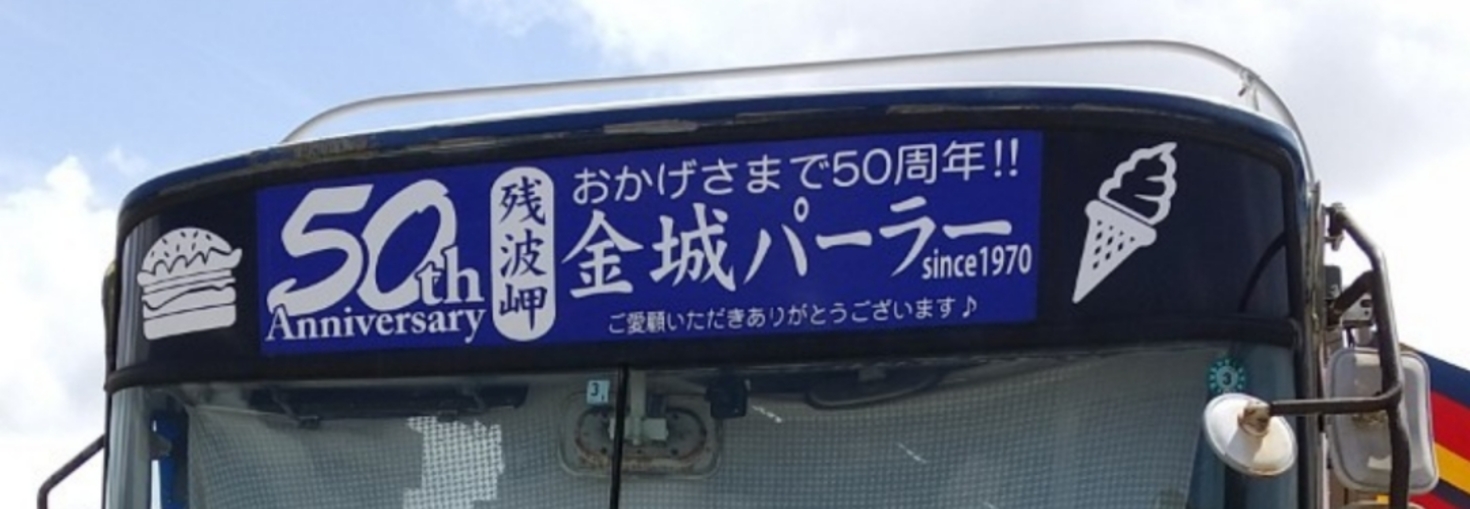 50th
Anniversary
残波岬
おかげさまで50周年!!
金城パーラー
since1970
ご愛顧いただきありがとうございます♪
3
3